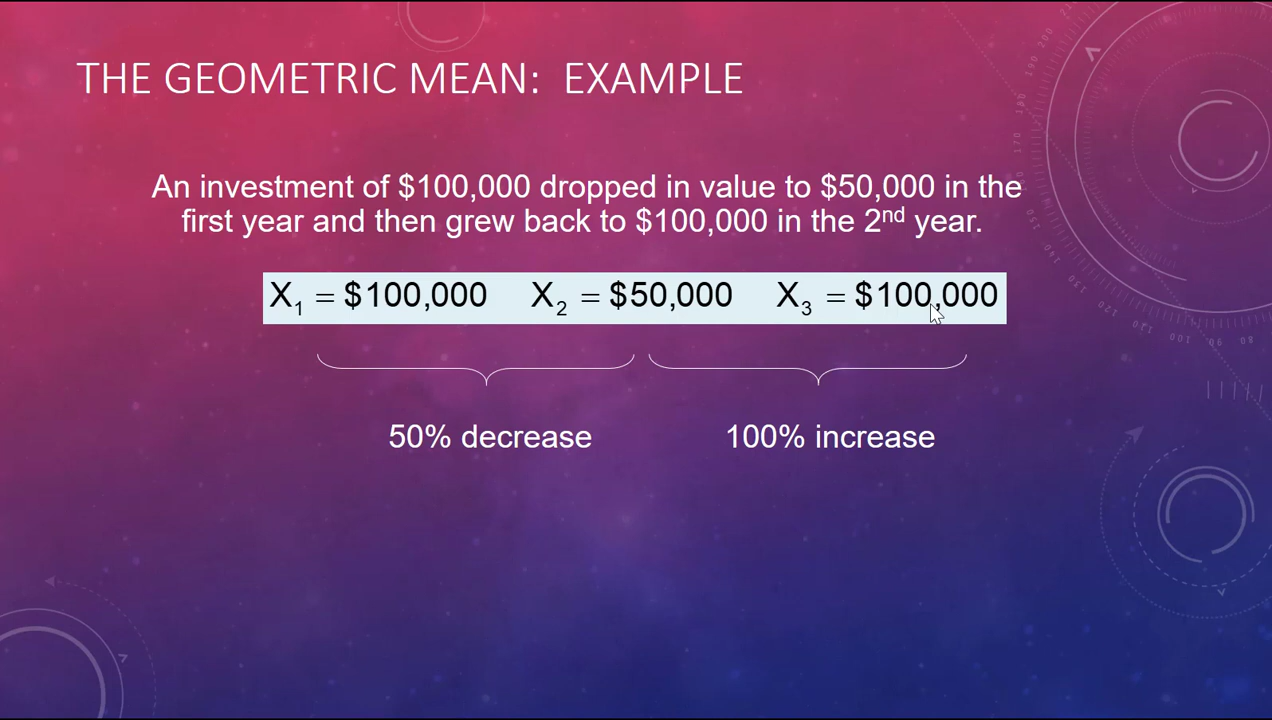 THE GEOMETRIC MEAN: EXAMPLE
An investment of $100,000 dropped in value to $50,000 in the
first year and then grew back to $100,000 in the 2nd year.
X1 = $100,000 X2 = $50,000 X3 = $100,000
50% decrease 100% increase